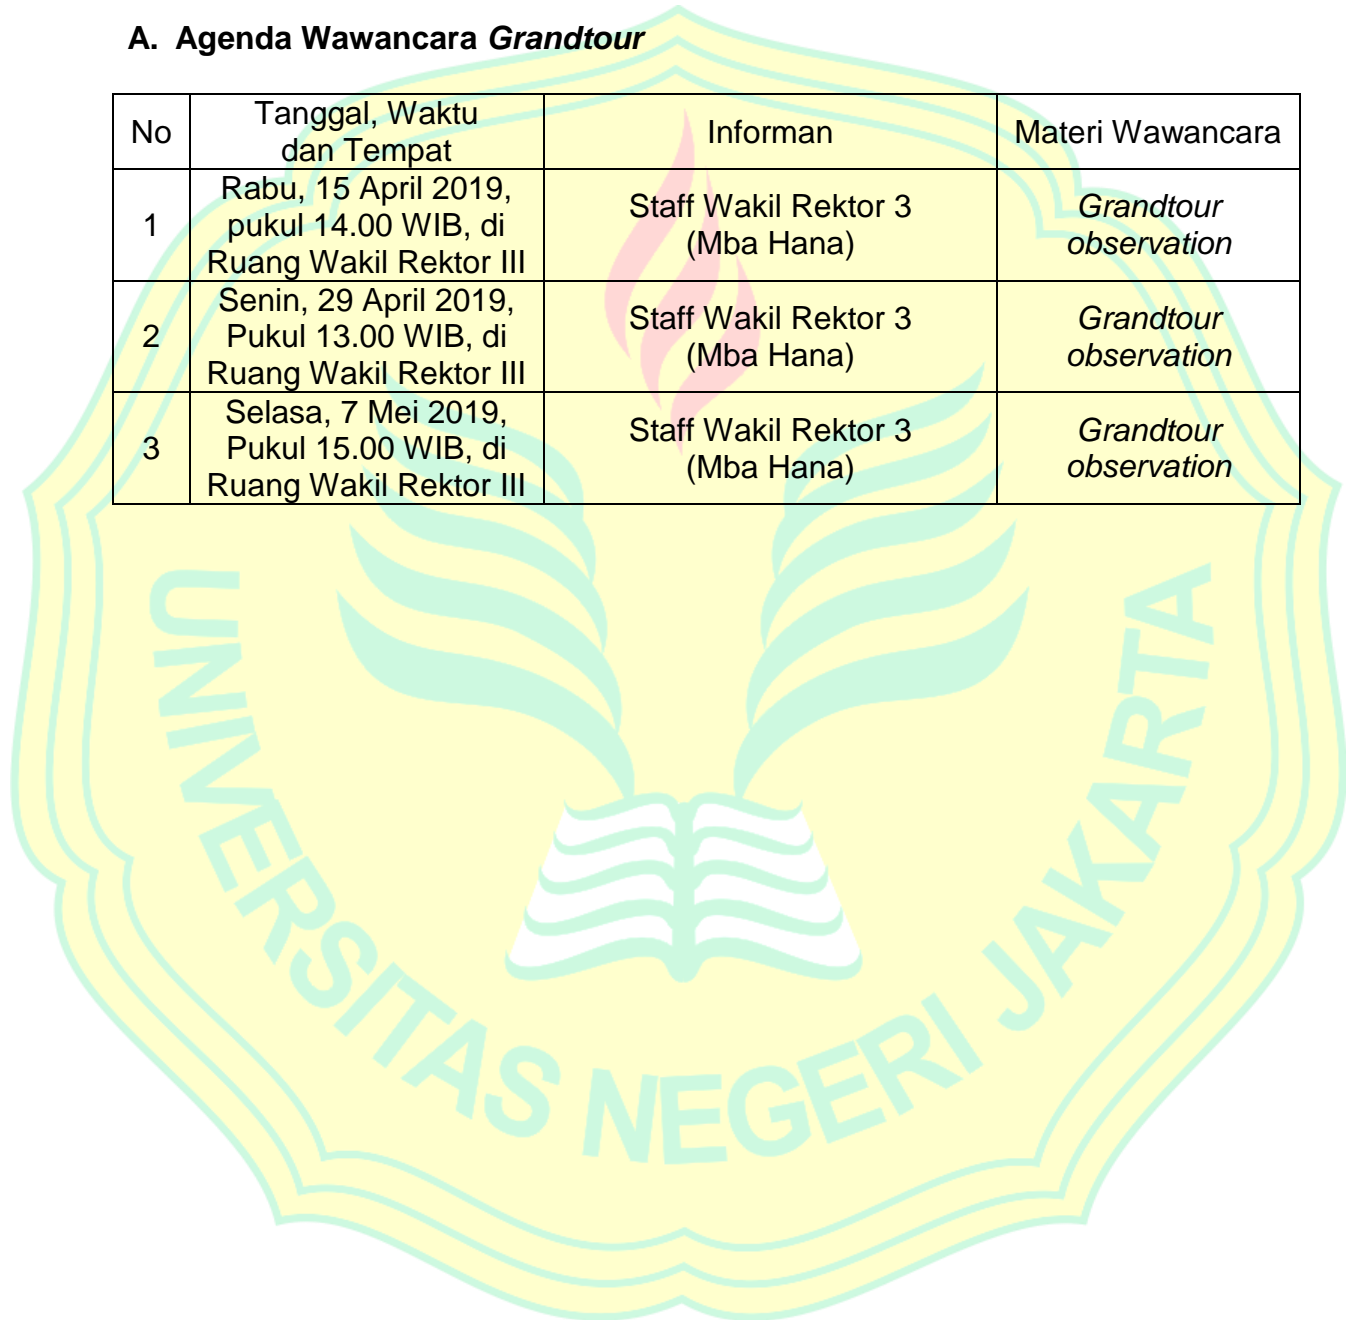 A. Agenda Wawancara Grandtour
No
Tanggal, Waktu
dan Tempat
Informan
Materi Wawancara
1
Rabu, 15 April 2019,
pukul 14.00 WIB, di
Ruang Wakil Rektor III
Staff Wakil Rektor 3
(Mba Hana)
Grandtour
observation
2
Senin, 29 April 2019,
Pukul 13.00 WIB, di
Ruang Wakil Rektor III
Staff Wakil Rektor 3
(Mba Hana)
Grandtour
observation
3
Selasa, 7 Mei 2019,
Pukul 15.00 WIB, di
Ruang Wakil Rektor III
Staff Wakil Rektor 3
(Mba Hana)
Grandtour
observation
UNIVERSITAS NEGERI JAKARTA